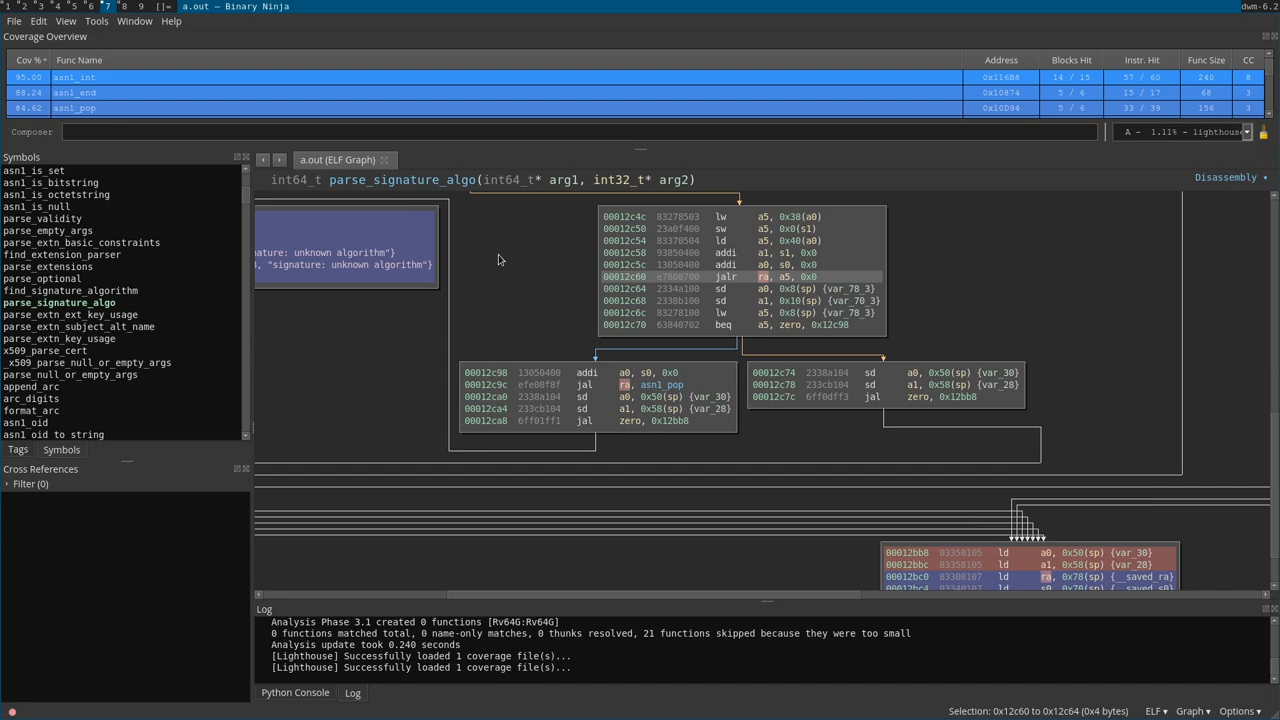 1 2 3 4 5 6 7 8 9 []= a.out — Binary Ninja dwm-6.2
File Edit View Tools Window Help
Coverage Overview
Cov % Func Name Address Blocks Hit Instr. Hit Func Size CC
95.00 asn1_int 0x116B8 14 / 15 57 / 60 240 8
88.24 asn1_end 0x10874 5 / 6 15 / 17 68 3
84.62 asn1_pop 0x10D94 5 / 6 33 / 39 156 3
Composer A - 1.11% - lighthous
Symbols
asn1_is_set
asn1_is_bitstring
asn1_is_octetstring
asn1_is_null
parse_validity
parse_empty_args
parse_extn_basic_constraints
find_extension_parser
parse_extensions
parse_optional
find_signature_algorithm
parse_signature_algo
parse_extn_ext_key_usage
parse_extn_subject_alt_name
parse_extn_key_usage
x509_parse_cert
_x509_parse_null_or_empty_args
parse_null_or_empty_args
append_arc
arc_digits
format_arc
asn1_oid
asn1_oid_to_string
Tags Symbols
Cross References
Filter (0)
a.out (ELF Graph)
int64_t parse_signature_algo(int64_t* arg1, int32_t* arg2) Disassembly
nature: unknown algorithm"}
3, "signature: unknown algorithm"}
00012c4c 83278503 lw a5, 0x38(a0)
00012c50 23a0f400 sw a5, 0x0(s1)
00012c54 83370504 ld a5, 0x40(a0)
00012c58 93850400 addi a1, s1, 0x0
00012c5c 13050400 addi a0, s0, 0x0
00012c60 e7800700 jalr ra, a5, 0x0
00012c64 2334a100 sd a0, 0x8(sp) {var_78_3}
00012c68 2338b100 sd a1, 0x10(sp) {var_70_3}
00012c6c 83278100 lw a5, 0x8(sp) {var_78_3}
00012c70 63840702 beq a5, zero, 0x12c98
00012c98 13050400 addi a0, s0, 0x0
00012c9c efe08f8f jal ra, asn1_pop
00012ca0 2338a104 sd a0, 0x50(sp) {var_30}
00012ca4 233cb104 sd a1, 0x58(sp) {var_28}
00012ca8 6ff01ff1 jal zero, 0x12bb8
00012c74 2338a104 sd a0, 0x50(sp) {var_30}
00012c78 233cb104 sd a1, 0x58(sp) {var_28}
00012c7c 6ff0dff3 jal zero, 0x12bb8
00012bb8 03350105 ld a0, 0x50(sp) {var_30}
00012bbc 83358105 ld a1, 0x58(sp) {var_28}
00012bc0 83308107 ld ra, 0x78(sp) {__saved_ra}
00012bc4 03340107 ld s0, 0x70(sp) {__saved_s0}
Log
Analysis Phase 3.1 created 0 functions [Rv64G:Rv64G]
0 functions matched total, 0 name-only matches, 0 thunks resolved, 21 functions skipped because they were too small
Analysis update took 0.240 seconds
[Lighthouse] Successfully loaded 1 coverage file(s)...
[Lighthouse] Successfully loaded 1 coverage file(s)...
Python Console Log
Selection: 0x12c60 to 0x12c64 (0x4 bytes) ELF Graph Options